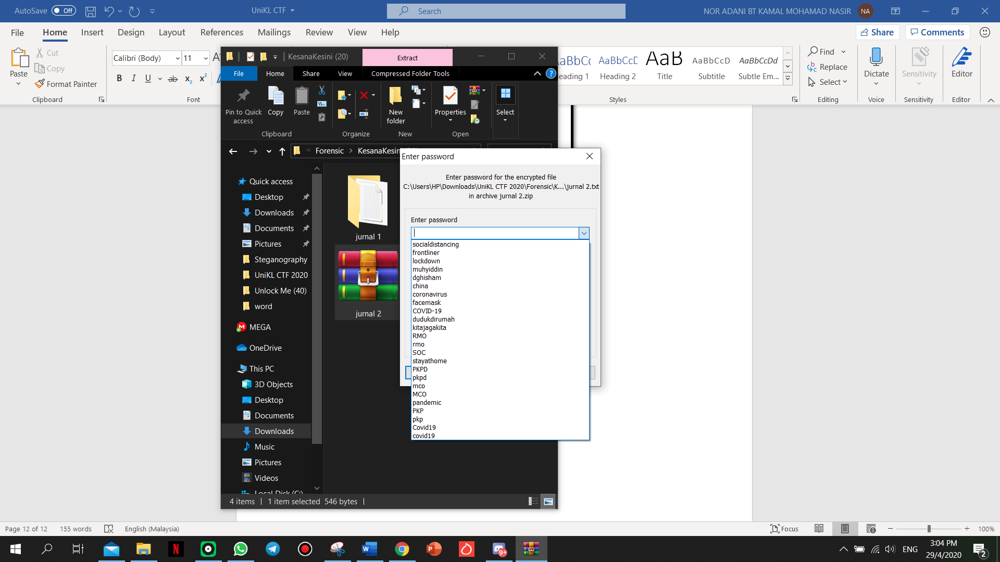 AutoSave Off
UniKL CTF
Search
NOR ADANI BT KAMAL MOHAMAD NASIR NA
File Home Insert Design Layout References Mailings Review View Help
Share Comments
Paste
Cut
Copy
Format Painter
Clipboard
Calibri (Body) 11
B I U ab x2 x2
Font
AaBbCcDd
Heading 2
AaB
Title
AaBbCcD
Subtitle
AaBbCcDd
Subtle Em...
Styles
Find
Replace
Select
Editing
Dictate
Voice
Sensitivity
Sensitivity
Editor
Editor
KesanaKesini (20)
Extract
File Home Share View Compressed Folder Tools
Pin to Quick access
Copy
Paste
Clipboard
Organize
New folder
New
Properties
Open
Select
Forensic
Quick access
Desktop
Downloads
Documents
Pictures
Steganography
UniKL CTF 2020
Unlock Me (40)
word
MEGA
OneDrive
This PC
3D Objects
Desktop
Documents
Downloads
Music
Pictures
Videos
Local Disk (C:)
jurnal 1
jurnal 2
4 items 1 item selected 546 bytes
Enter password
Enter password for the encrypted file
C:\Users\HP\Downloads\UniKL CTF 2020\Forensic\K...\jurnal 2.txt
in archive jurnal 2.zip
Enter password
socialdistancing
frontliner
lockdown
muhyiddin
dghisham
china
coronavirus
facemask
COVID-19
dudukdirumah
kitajagakita
RMO
rmo
SOC
stayathome
PKPD
pkpd
mco
MCO
pandemic
PKP
pkp
Covid19
covid19
Page 12 of 12 155 words English (Malaysia)
Focus
100%
9+
ENG
3:04 PM
29/4/2020
2